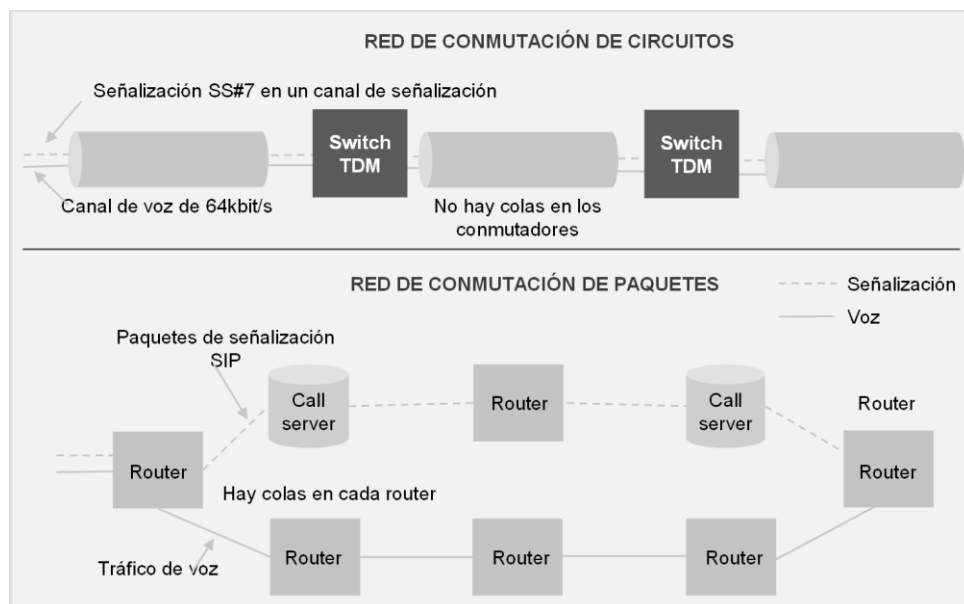 RED DE CONMUTACIÓN DE CIRCUITOS
Señalización SS#7 en un canal de señalización
Switch
TDM
Switch
TDM
Canal de voz de 64kbit/s
No hay colas en los
conmutadores
RED DE CONMUTACIÓN DE PAQUETES
Señalización
Voz
Paquetes de señalización
SIP
Call
server
Router
Call
server
Router
Router
Router
Hay colas en cada router
Router
Router
Router
Tráfico de voz